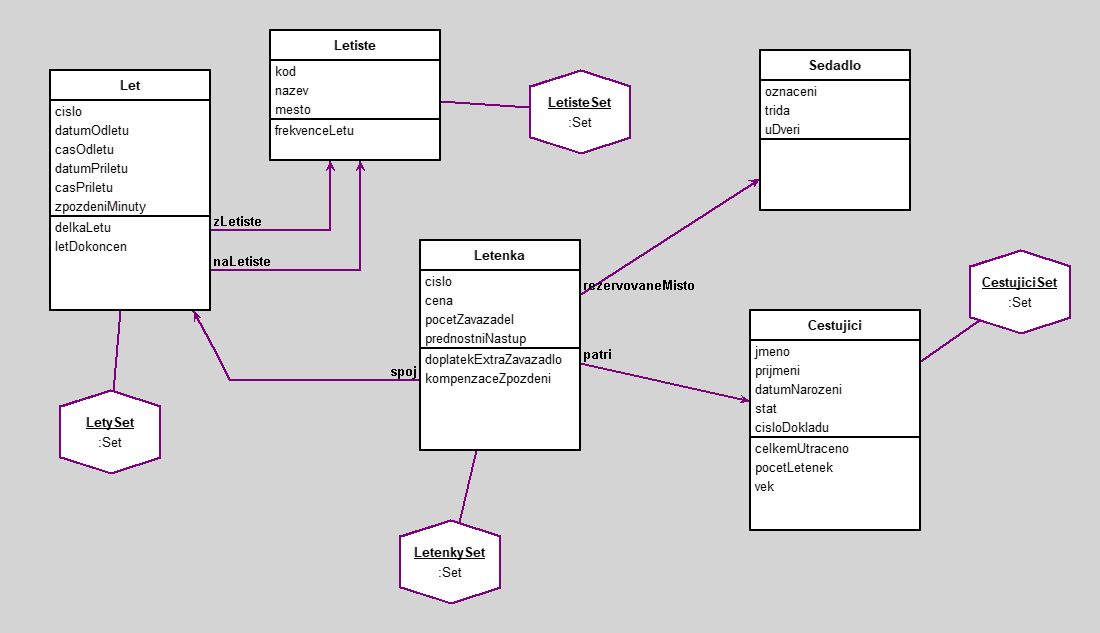 Let
cislo
datumOdletu
casOdletu
datumPriletu
casPriletu
zpozdeniMinuty
delkaLetu
letDokoncen
Letiste
kod
nazev
mesto
frekvenceLetu
LetisteSet
:Set
Sedadlo
oznaceni
trida
uDveri
zLetiste
naLetiste
Letenka
cislo
cena
pocetZavazadel
prednostniNastup
doplatekExtraZavazadlo
kompenzaceZpozdeni
rezervovaneMisto
patri
spoj
CestujiciSet
:Set
Cestujici
jmeno
prijmeni
datumNarozeni
stat
cisloDokladu
celkemUtraceno
pocetLetenek
vek
LetySet
:Set
LetenkySet
:Set